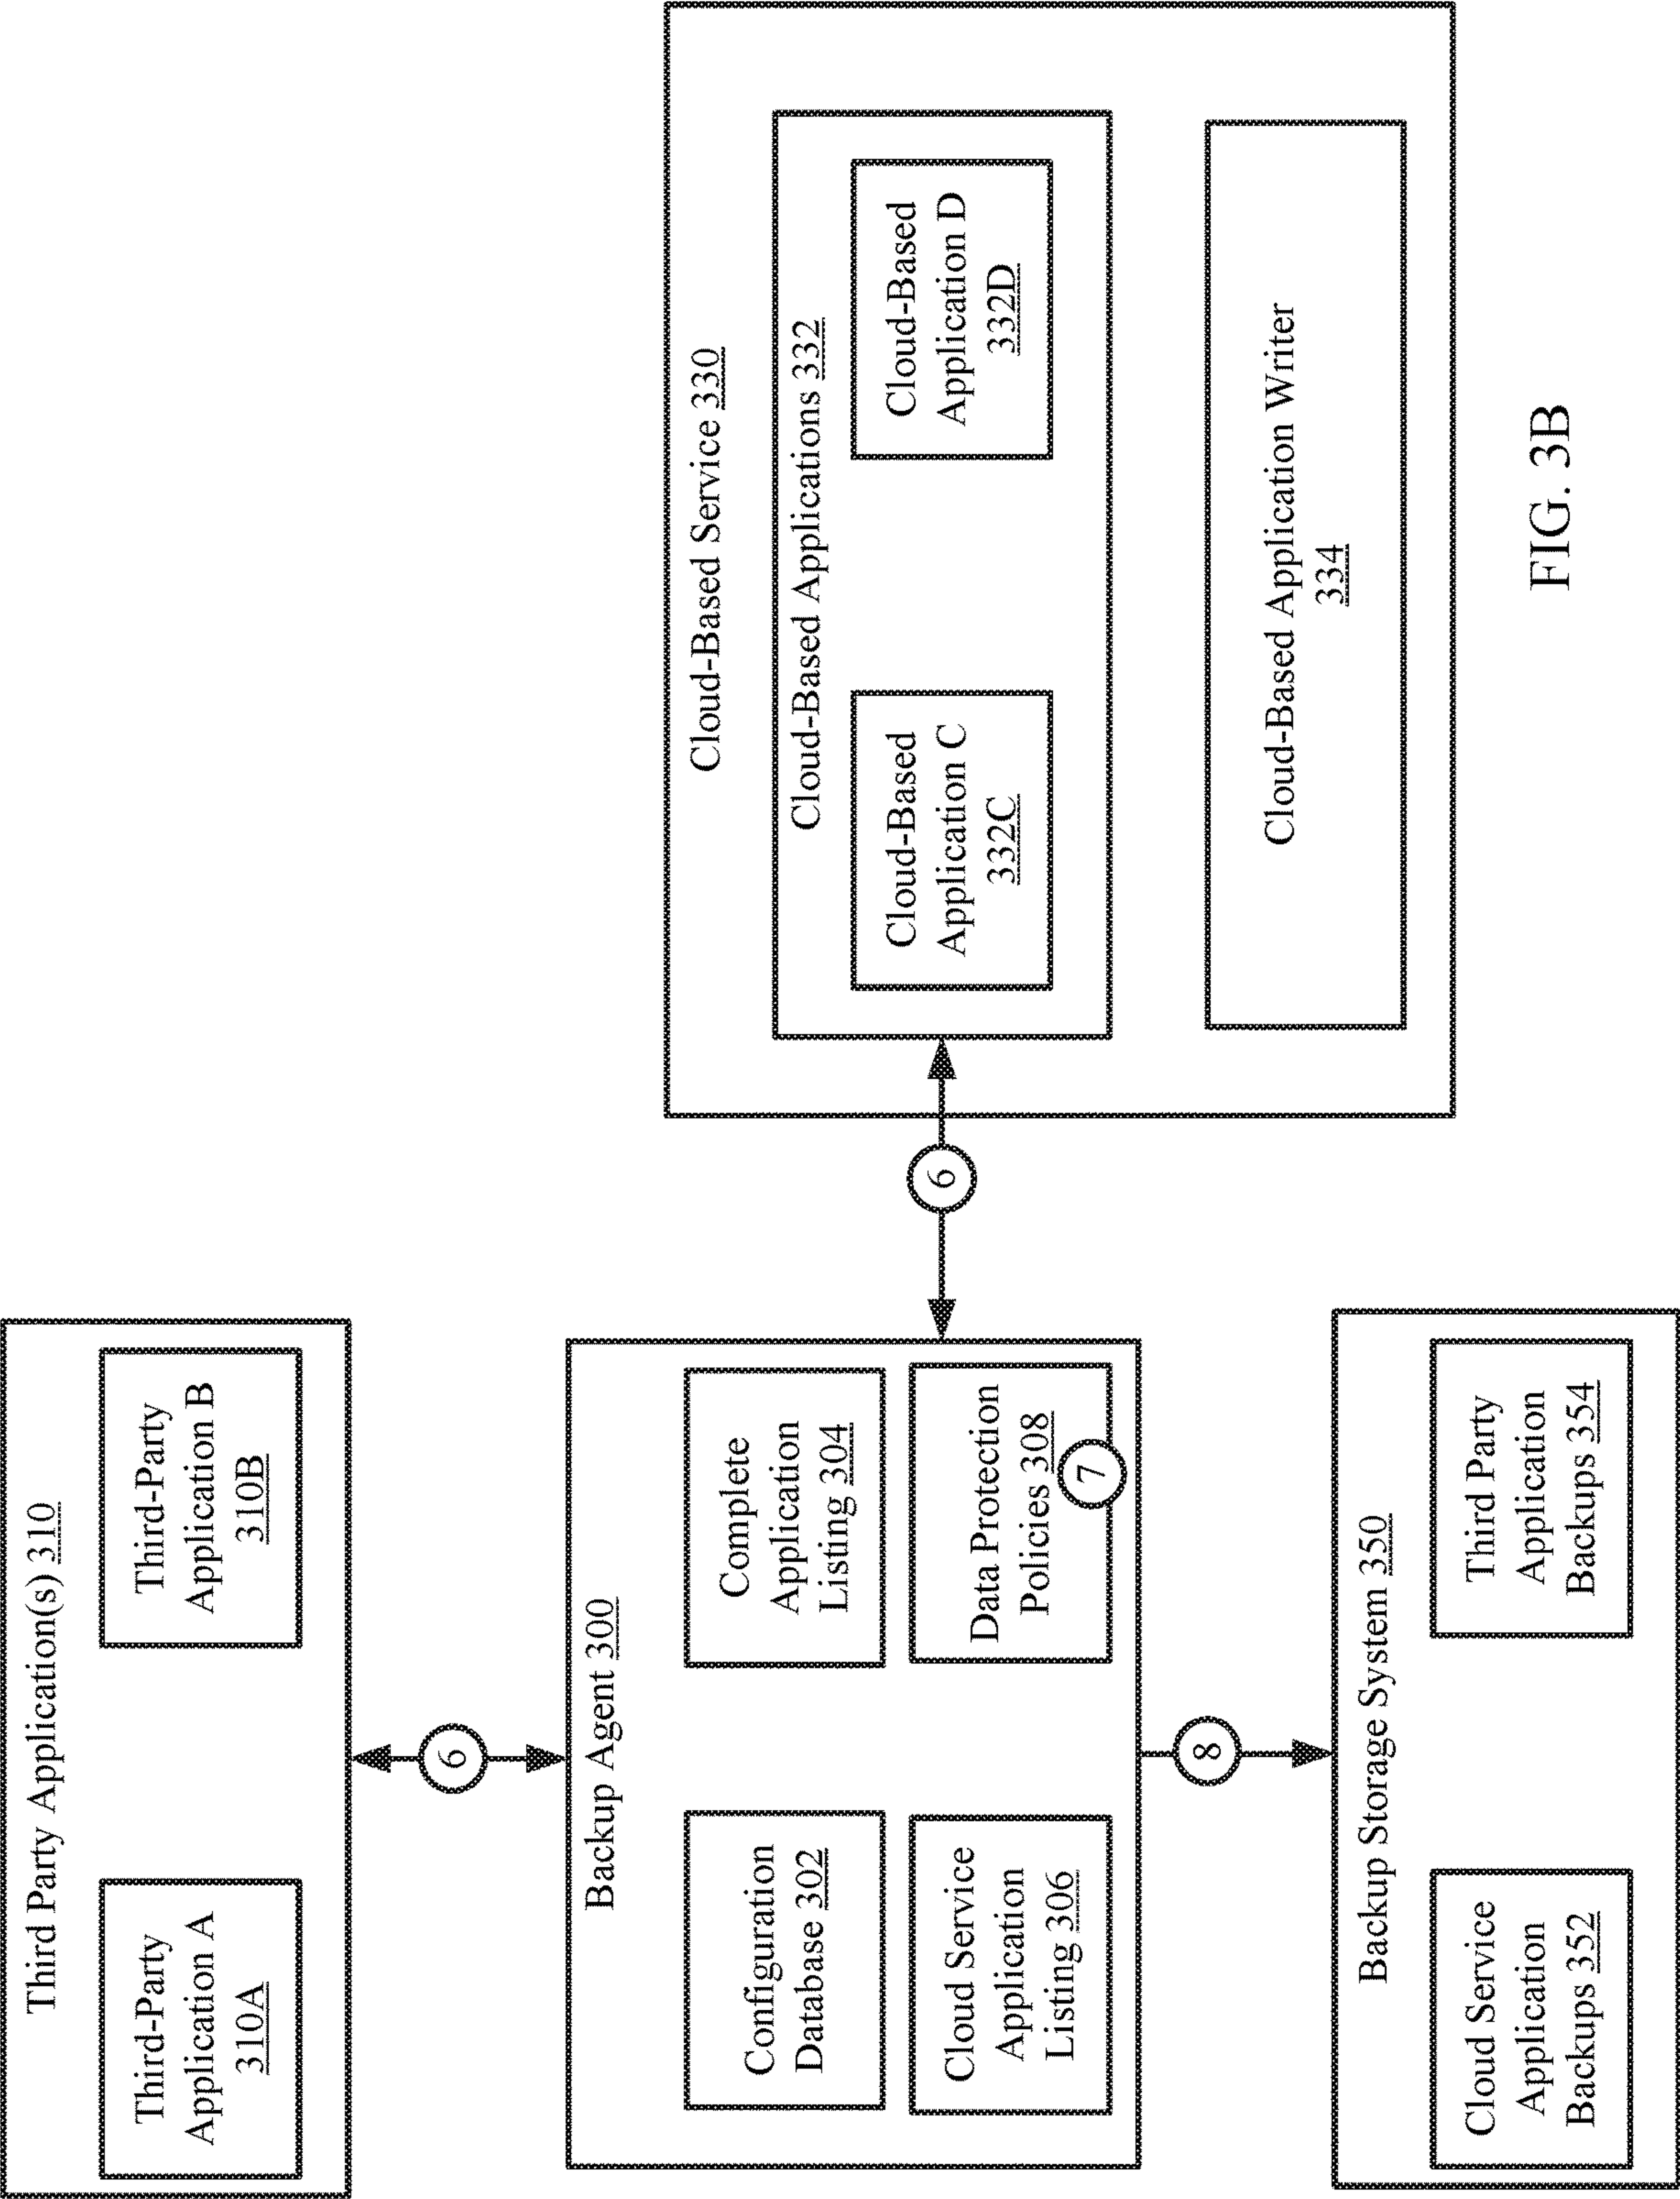 Third Party Application(s) 310
Third-Party
Application A
310A
Third-Party
Application B
310B
6
Backup Agent 300
Configuration
Database 302
Complete
Application
Listing 304
Cloud Service
Application
Listing 306
Data Protection
Policies 308
7
6
8
Backup Storage System 350
Cloud Service
Application
Backups 352
Third Party
Application
Backups 354
Cloud-Based Service 330
Cloud-Based Applications 332
Cloud-Based
Application C
332C
Cloud-Based
Application D
332D
Cloud-Based Application Writer
334
FIG. 3B